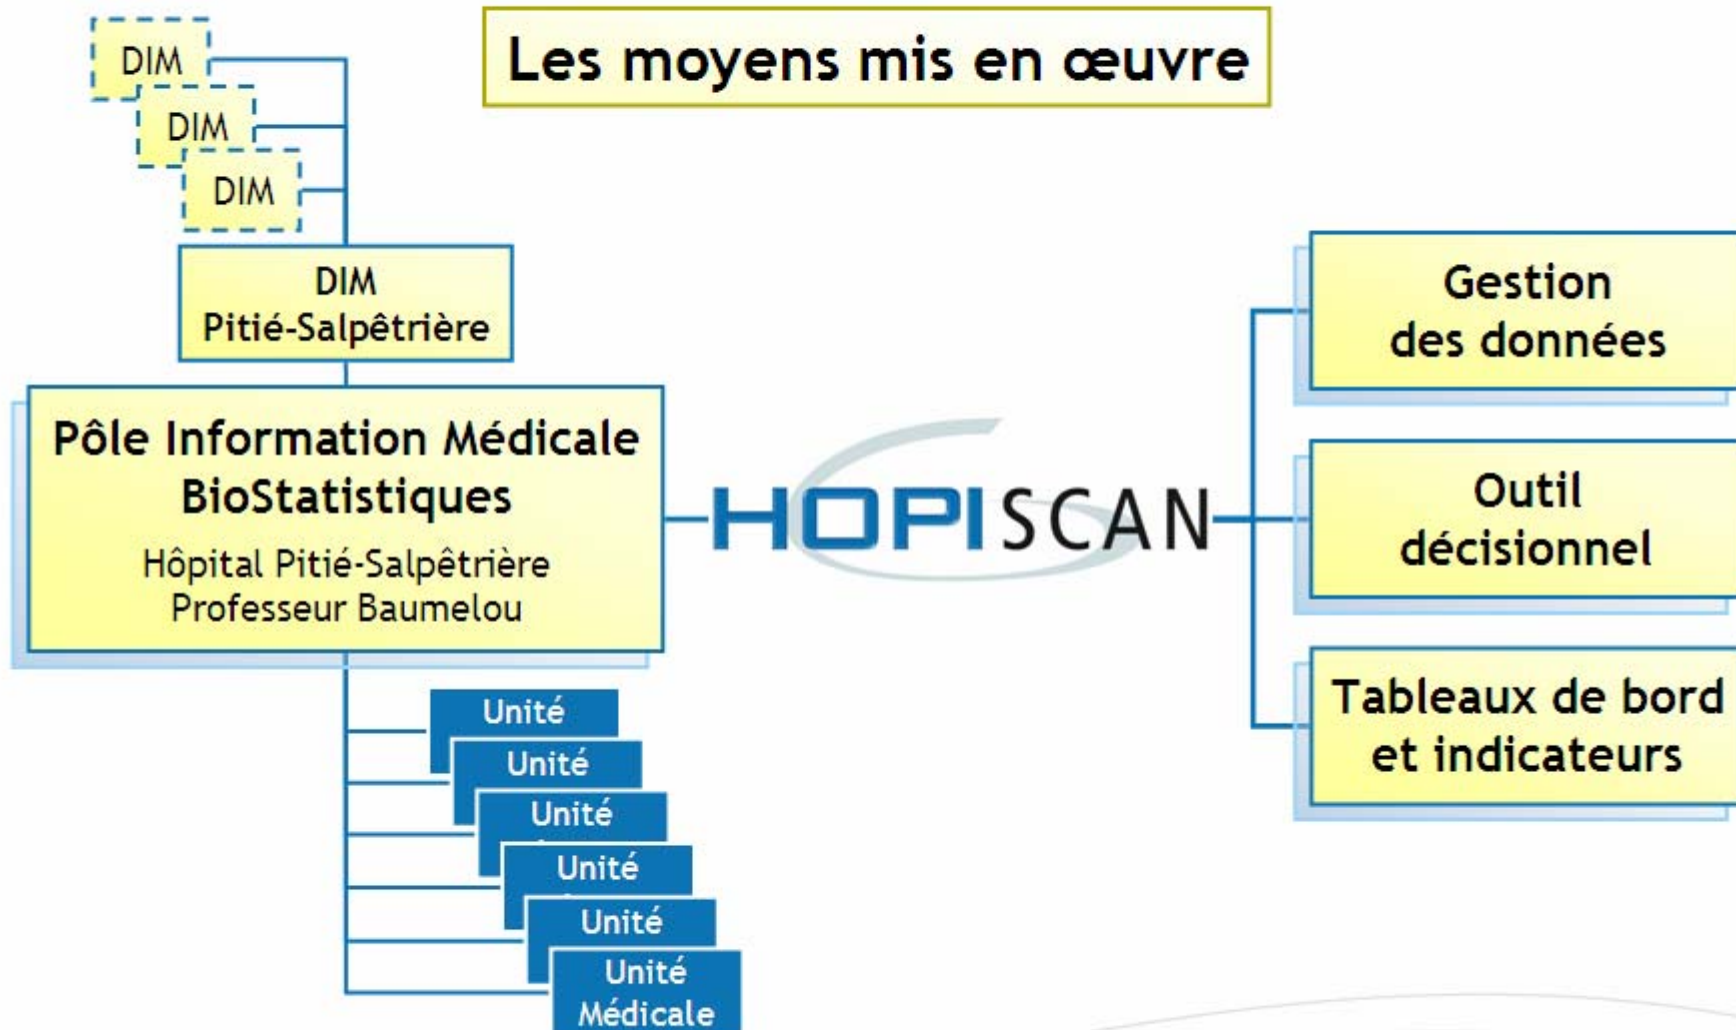 Les moyens mis en œuvre
DIM
DIM
DIM
DIM
Pitié-Salpêtrière
Pôle Information Médicale
BioStatistiques
Hôpital Pitié-Salpêtrière
Professeur Baumelou
HOPISCAN
Gestion
des données
Outil
décisionnel
Tableaux de bord
et indicateurs
Unité
Unité
Unité
Unité
Unité
Unité
Médicale